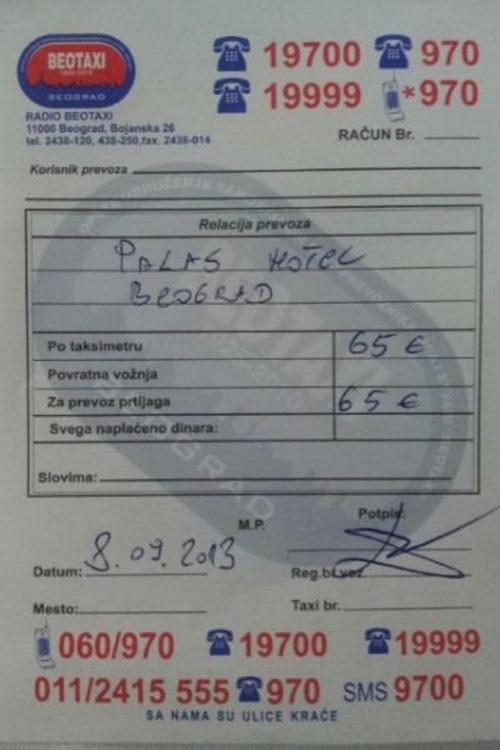 BEOTAXI
BEOGRAD
19700 970
19999 *970
RADIO BEOTAXI
11000 Beograd, Bojanska 26
tel. 2438-120, 438-250,fax. 2438-014
RAČUN Br.
Korisnik prevoza
Relacija prevoza
PALAS HOTEL
BEOGRAD
Po taksimetru 65 €
Povratna vožnja
Za prevoz prtljaga 65 €
Svega naplaćeno dinara:
Slovima:
M.P. Potpis:
Datum: 8.09.2013 Reg.br.voz.
Mesto: Taxi br.
060/970 19700 19999
011/2415 555 970 SMS 9700
SA NAMA SU ULICE KRAĆE